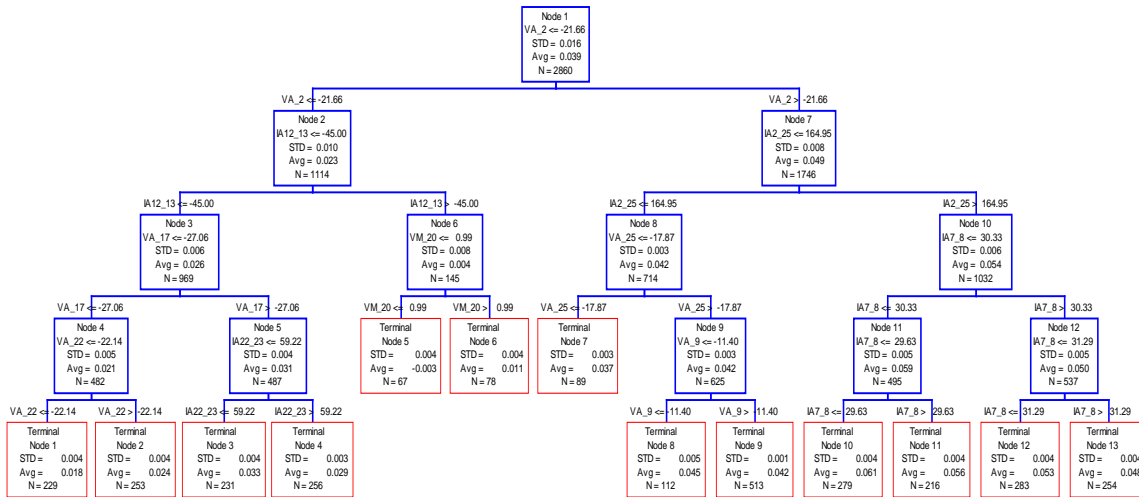 Node 1
VA_2 <= -21.66
STD = 0.016
Avg = 0.039
N = 2860
VA_2 <= -21.66
VA_2 > -21.66
Node 2
IA12_13 <= -45.00
STD = 0.010
Avg = 0.023
N = 1114
Node 7
IA2_25 <= 164.95
STD = 0.008
Avg = 0.049
N = 1746
IA12_13 <= -45.00
IA12_13 > -45.00
IA2_25 <= 164.95
IA2_25 > 164.95
Node 3
VA_17 <= -27.06
STD = 0.006
Avg = 0.026
N = 969
Node 6
VM_20 <= 0.99
STD = 0.008
Avg = 0.004
N = 145
Node 8
VA_25 <= -17.87
STD = 0.003
Avg = 0.042
N = 714
Node 10
IA7_8 <= 30.33
STD = 0.006
Avg = 0.054
N = 1032
VA_17 <= -27.06
VA_17 > -27.06
VM_20 <= 0.99
VM_20 > 0.99
VA_25 <= -17.87
VA_25 > -17.87
IA7_8 <= 30.33
IA7_8 > 30.33
Node 4
VA_22 <= -22.14
STD = 0.005
Avg = 0.021
N = 482
Node 5
IA22_23 <= 59.22
STD = 0.004
Avg = 0.031
N = 487
Terminal
Node 5
STD = 0.004
Avg = -0.003
N = 67
Terminal
Node 6
STD = 0.004
Avg = 0.011
N = 78
Terminal
Node 7
STD = 0.003
Avg = 0.037
N = 89
Node 9
VA_9 <= -11.40
STD = 0.003
Avg = 0.042
N = 625
Node 11
IA7_8 <= 29.63
STD = 0.005
Avg = 0.059
N = 495
Node 12
IA7_8 <= 31.29
STD = 0.005
Avg = 0.050
N = 537
VA_22 <= -22.14
VA_22 > -22.14
IA22_23 <= 59.22
IA22_23 > 59.22
VA_9 <= -11.40
VA_9 > -11.40
IA7_8 <= 29.63
IA7_8 > 29.63
IA7_8 <= 31.29
IA7_8 > 31.29
Terminal
Node 1
STD = 0.004
Avg = 0.018
N = 229
Terminal
Node 2
STD = 0.004
Avg = 0.024
N = 253
Terminal
Node 3
STD = 0.004
Avg = 0.033
N = 231
Terminal
Node 4
STD = 0.003
Avg = 0.029
N = 256
Terminal
Node 8
STD = 0.005
Avg = 0.045
N = 112
Terminal
Node 9
STD = 0.001
Avg = 0.042
N = 513
Terminal
Node 10
STD = 0.004
Avg = 0.061
N = 279
Terminal
Node 11
STD = 0.004
Avg = 0.056
N = 216
Terminal
Node 12
STD = 0.004
Avg = 0.053
N = 283
Terminal
Node 13
STD = 0.004
Avg = 0.048
N = 254